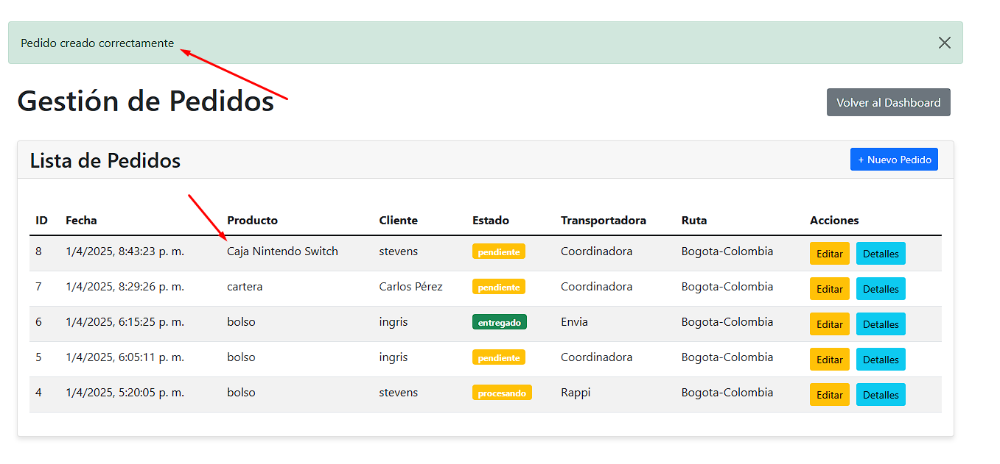 Pedido creado correctamente
Gestión de Pedidos
Volver al Dashboard
Lista de Pedidos
+ Nuevo Pedido
ID Fecha Producto Cliente Estado Transportadora Ruta Acciones
8 1/4/2025, 8:43:23 p. m. Caja Nintendo Switch stevens pendiente Coordinadora Bogota-Colombia Editar Detalles
7 1/4/2025, 8:29:26 p. m. cartera Carlos Pérez pendiente Coordinadora Bogota-Colombia Editar Detalles
6 1/4/2025, 6:15:25 p. m. bolso ingris entregado Envia Bogota-Colombia Editar Detalles
5 1/4/2025, 6:05:11 p. m. bolso ingris pendiente Coordinadora Bogota-Colombia Editar Detalles
4 1/4/2025, 5:20:05 p. m. bolso stevens procesando Rappi Bogota-Colombia Editar Detalles